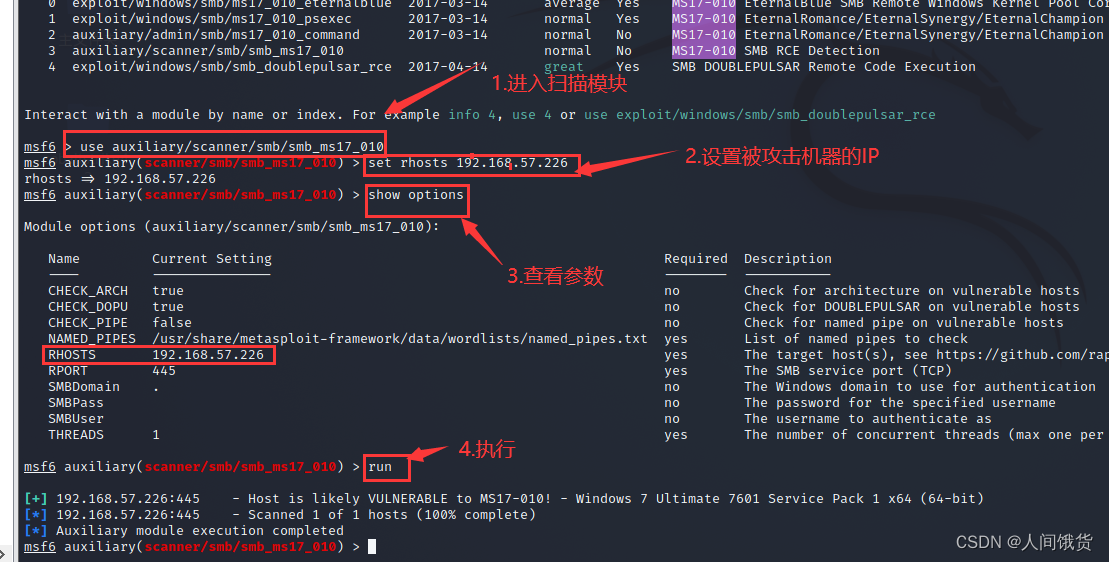 0 exploit/windows/smb/ms17_010_eternalblue 2017-03-14 average Yes MS17-010 EternalBlue SMB Remote Windows Kernel Pool Cor
1 exploit/windows/smb/ms17_010_psexec 2017-03-14 normal Yes MS17-010 EternalRomance/EternalSynergy/EternalChampion
2 auxiliary/admin/smb/ms17_010_command 2017-03-14 normal No MS17-010 EternalRomance/EternalSynergy/EternalChampion
3 auxiliary/scanner/smb/smb_ms17_010 normal No MS17-010 SMB RCE Detection
4 exploit/windows/smb/smb_doublepulsar_rce 2017-04-14 great Yes SMB DOUBLEPULSAR Remote Code Execution
1.进入扫描模块
Interact with a module by name or index. For example info 4, use 4 or use exploit/windows/smb/smb_doublepulsar_rce
msf6 > use auxiliary/scanner/smb/smb_ms17_010
msf6 auxiliary(scanner/smb/smb_ms17_010) > set rhosts 192.168.57.226
2.设置被攻击机器的IP
rhosts => 192.168.57.226
msf6 auxiliary(scanner/smb/smb_ms17_010) > show options
Module options (auxiliary/scanner/smb/smb_ms17_010):
3.查看参数
Name Current Setting Required Description
CHECK_ARCH true no Check for architecture on vulnerable hosts
CHECK_DOPU true no Check for DOUBLEPULSAR on vulnerable hosts
CHECK_PIPE false no Check for named pipe on vulnerable hosts
NAMED_PIPES /usr/share/metasploit-framework/data/wordlists/named_pipes.txt yes List of named pipes to check
RHOSTS 192.168.57.226 yes The target host(s), see https://github.com/rap
RPORT 445 yes The SMB service port (TCP)
SMBDomain . no The Windows domain to use for authentication
SMBPass no The password for the specified username
SMBUser no The username to authenticate as
THREADS 1 yes The number of concurrent threads (max one per
4.执行
msf6 auxiliary(scanner/smb/smb_ms17_010) > run
[+] 192.168.57.226:445 - Host is likely VULNERABLE to MS17-010! - Windows 7 Ultimate 7601 Service Pack 1 x64 (64-bit)
[*] 192.168.57.226:445 - Scanned 1 of 1 hosts (100% complete)
[*] Auxiliary module execution completed
msf6 auxiliary(scanner/smb/smb_ms17_010) >
CSDN @人间饿货